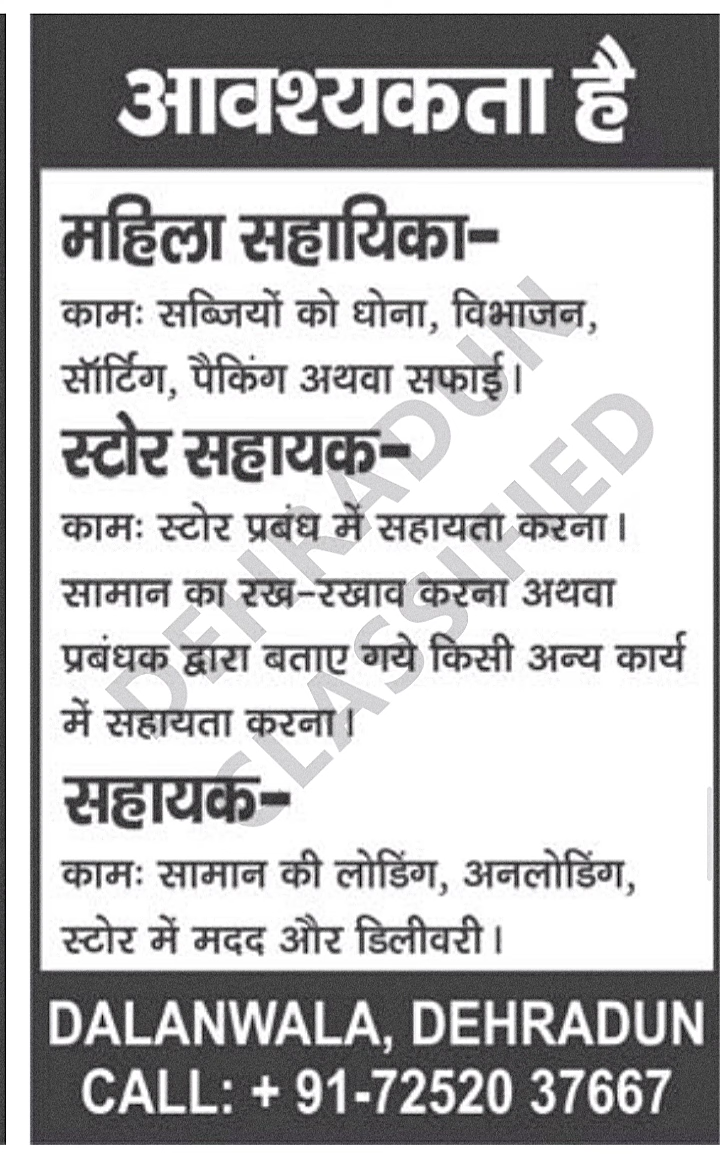 आवश्यकता है
महिला सहायिका-
कामः सब्जियों को धोना, विभाजन,
सॉर्टिंग, पैकिंग अथवा सफाई।
स्टोर सहायक-
कामः स्टोर प्रबंध में सहायता करना।
सामान का रख-रखाव करना अथवा
प्रबंधक द्वारा बताए गये किसी अन्य कार्य
में सहायता करना।
सहायक-
कामः सामान की लोडिंग, अनलोडिंग,
स्टोर में मदद और डिलीवरी।
DALANWALA, DEHRADUN
CALL: + 91-72520 37667
DEHRADUN
CLASSIFIED